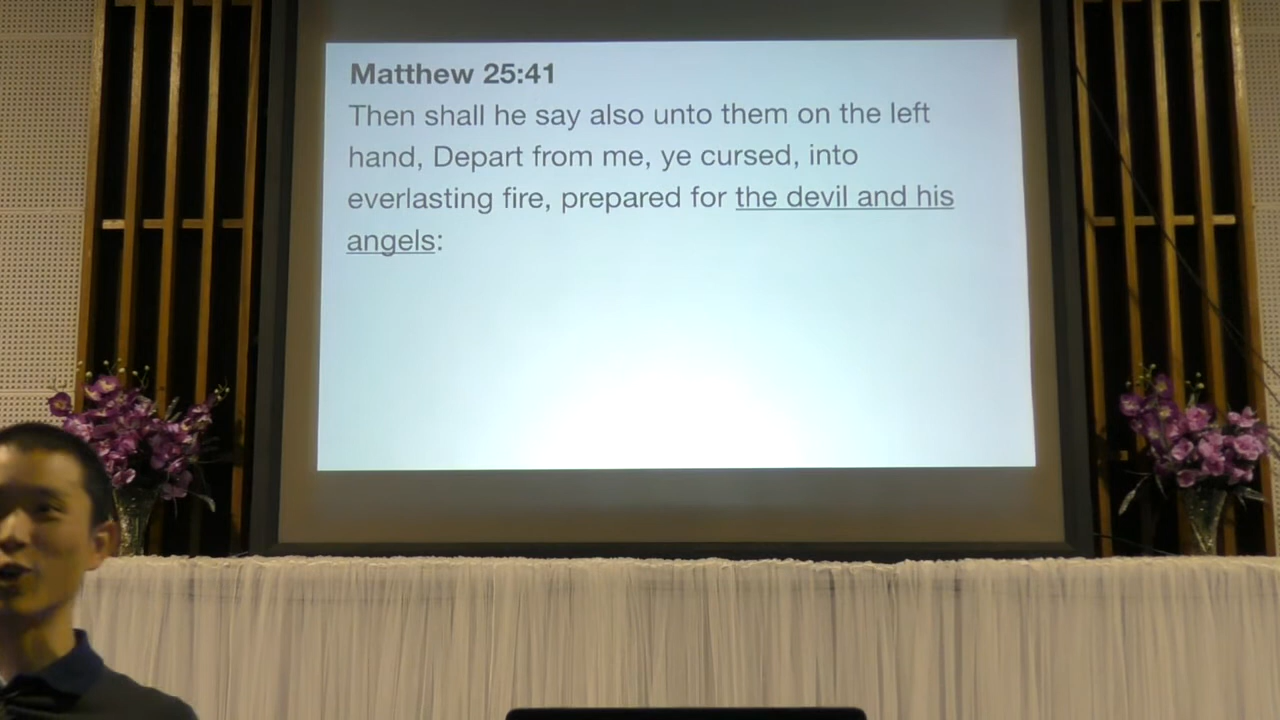 Matthew 25:41
Then shall he say also unto them on the left
hand, Depart from me, ye cursed, into
everlasting fire, prepared for the devil and his
angels: